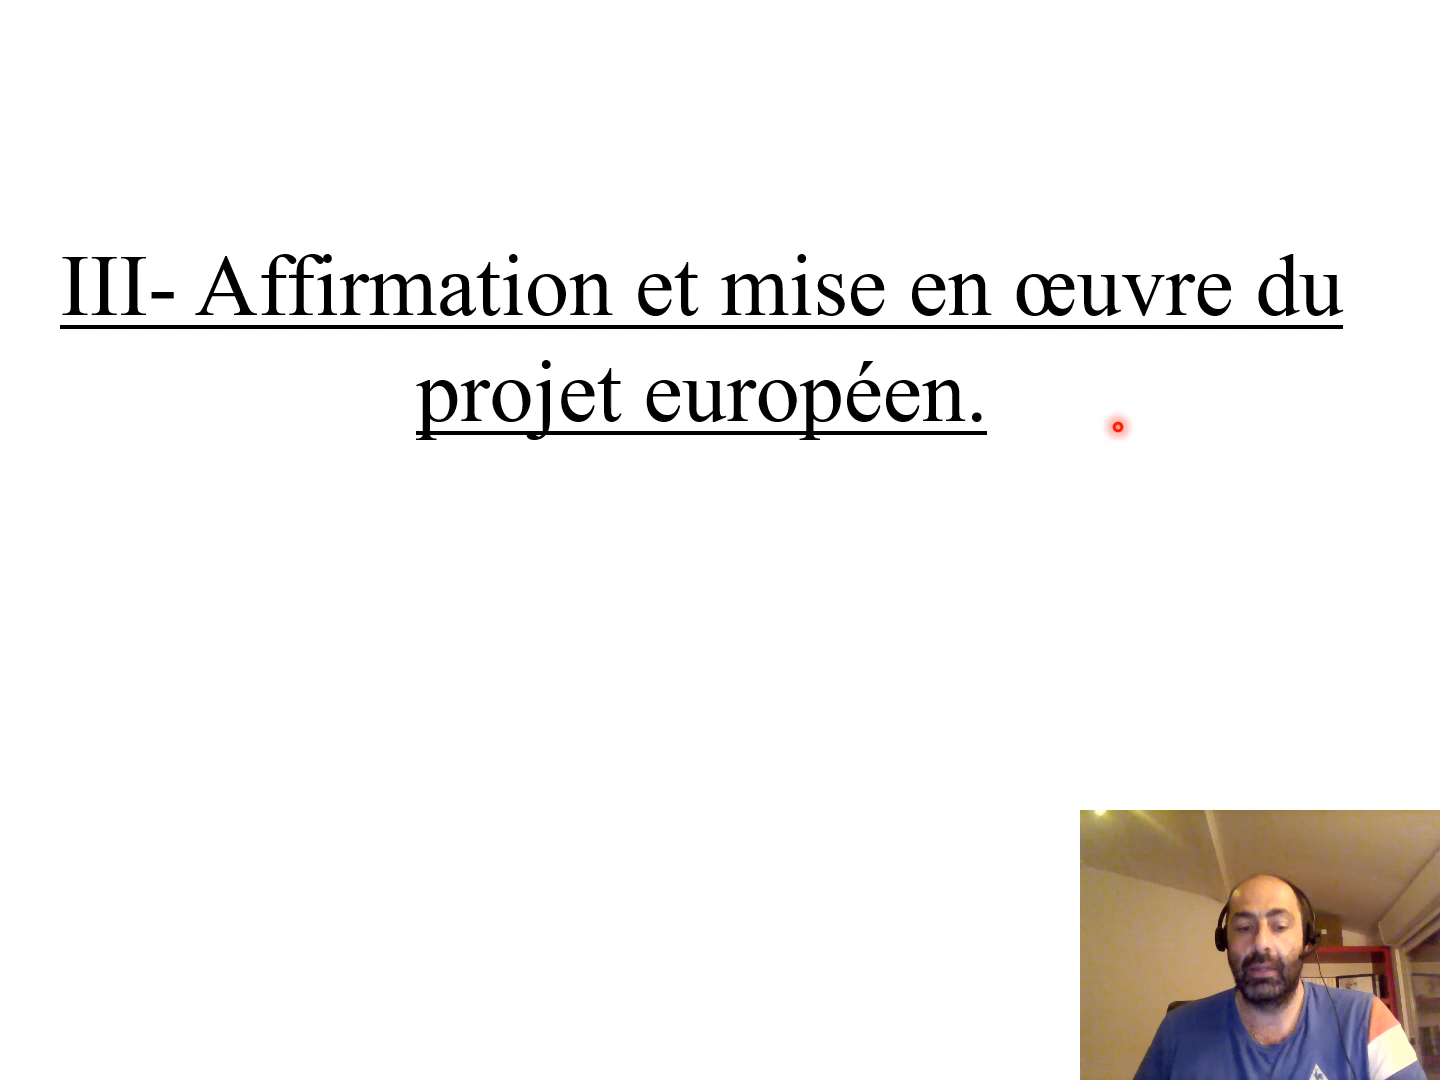 III- Affirmation et mise en œuvre du
projet européen.